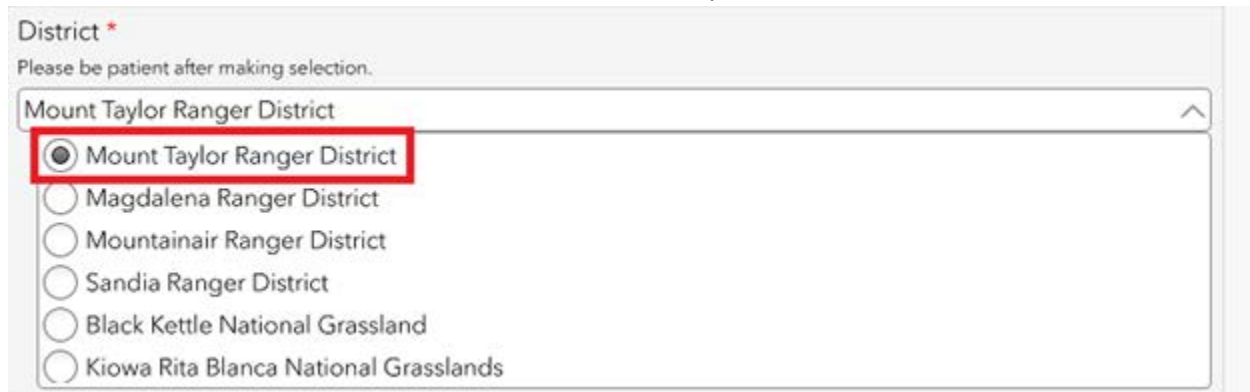 District *
Please be patient after making selection.
Mount Taylor Ranger District
Mount Taylor Ranger District
Magdalena Ranger District
Mountainair Ranger District
Sandia Ranger District
Black Kettle National Grassland
Kiowa Rita Blanca National Grasslands